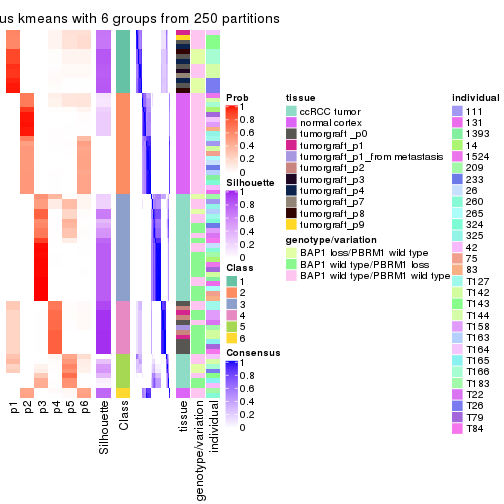 us kmeans with 6 groups from 250 partitions
Prob
1
0.8
0.6
0.4
0.2
0
Silhouette
1
0.8
0.6
0.4
0.2
0
Class
1
2
3
4
5
6
Consensus
1
0.8
0.6
0.4
0.2
0
tissue
ccRCC tumor
normal cortex
tumorgraft _p0
tumorgraft_p1
tumorgraft_p1_from metastasis
tumorgraft_p2
tumorgraft_p3
tumorgraft_p4
tumorgraft_p7
tumorgraft_p8
tumorgraft_p9
genotype/variation
BAP1 loss/PBRM1 wild type
BAP1 wild type/PBRM1 loss
BAP1 wild type/PBRM1 wild type
individual
111
131
1393
14
1524
209
233
26
260
265
324
325
42
75
83
T127
T142
T143
T144
T158
T163
T164
T165
T166
T183
T22
T26
T79
T84
p1
p2
p3
p4
p5
p6
Silhouette
Class
tissue
genotype/variation
individual